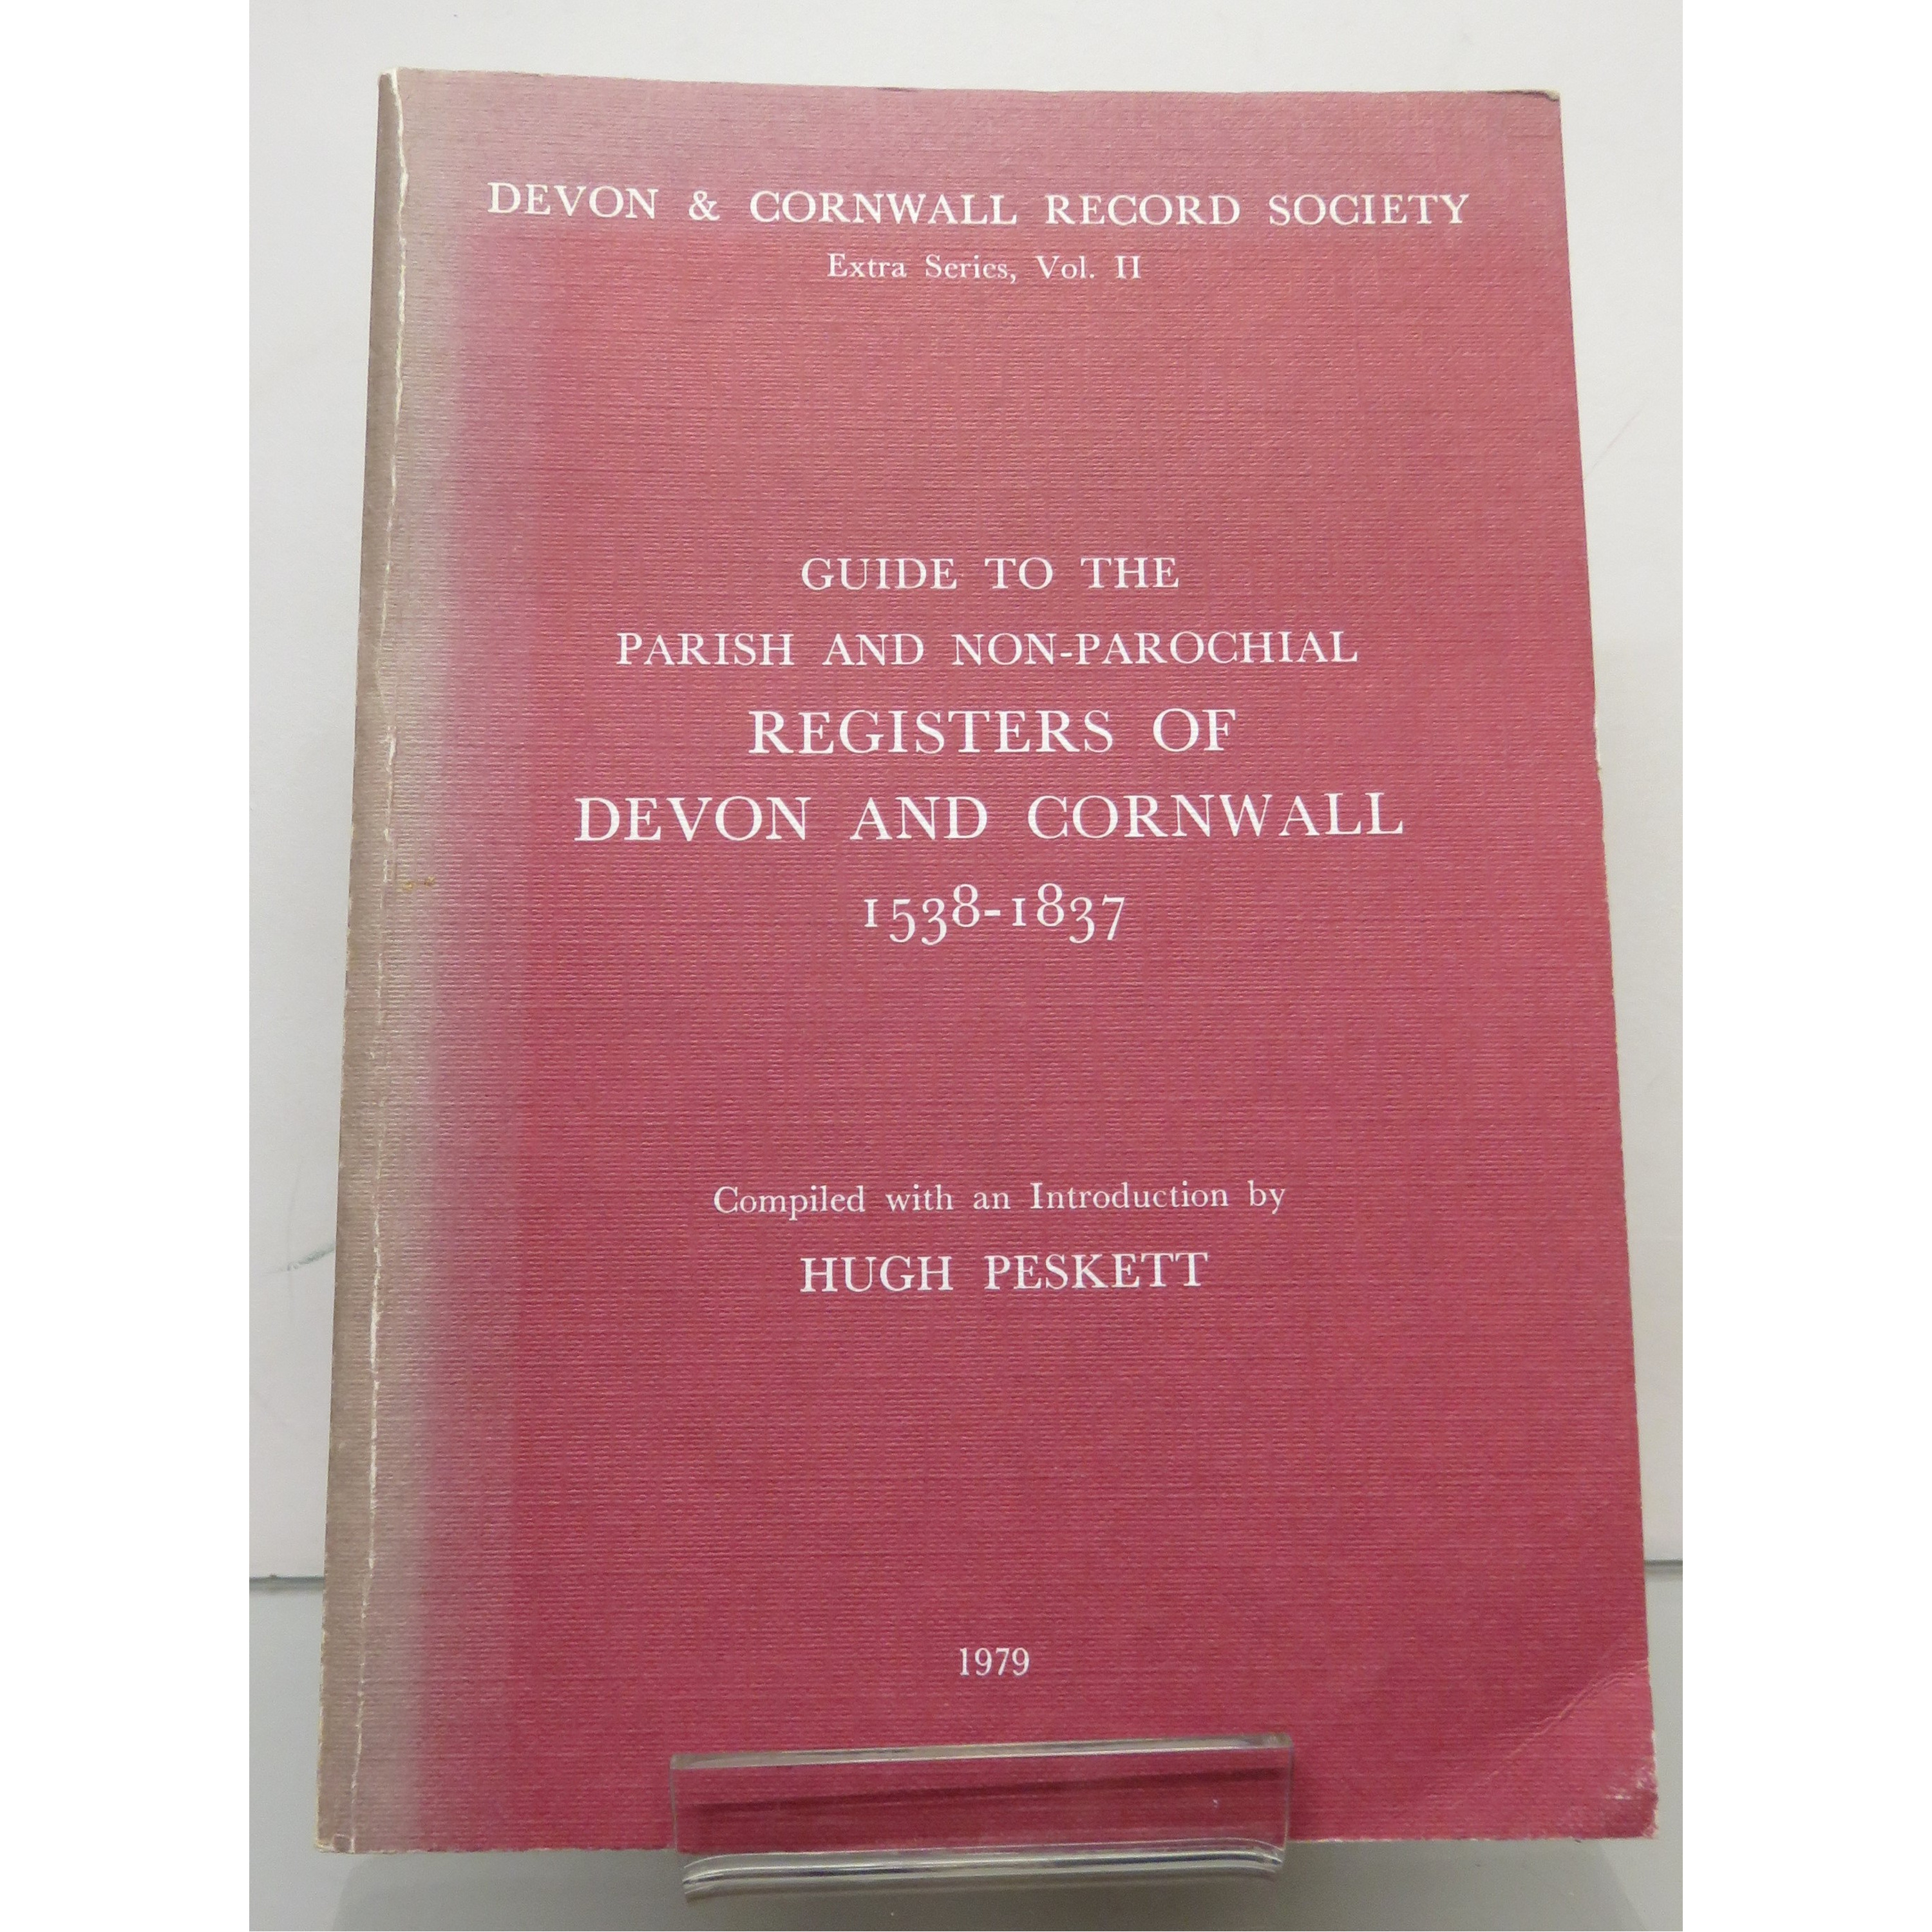 DEVON & CORNWALL RECORD SOCIETY
Extra Series, Vol. II
GUIDE TO THE
PARISH AND NON-PAROCHIAL
REGISTERS OF
DEVON AND CORNWALL
1538-1837
Compiled with an Introduction by
HUGH PESKETT
1979